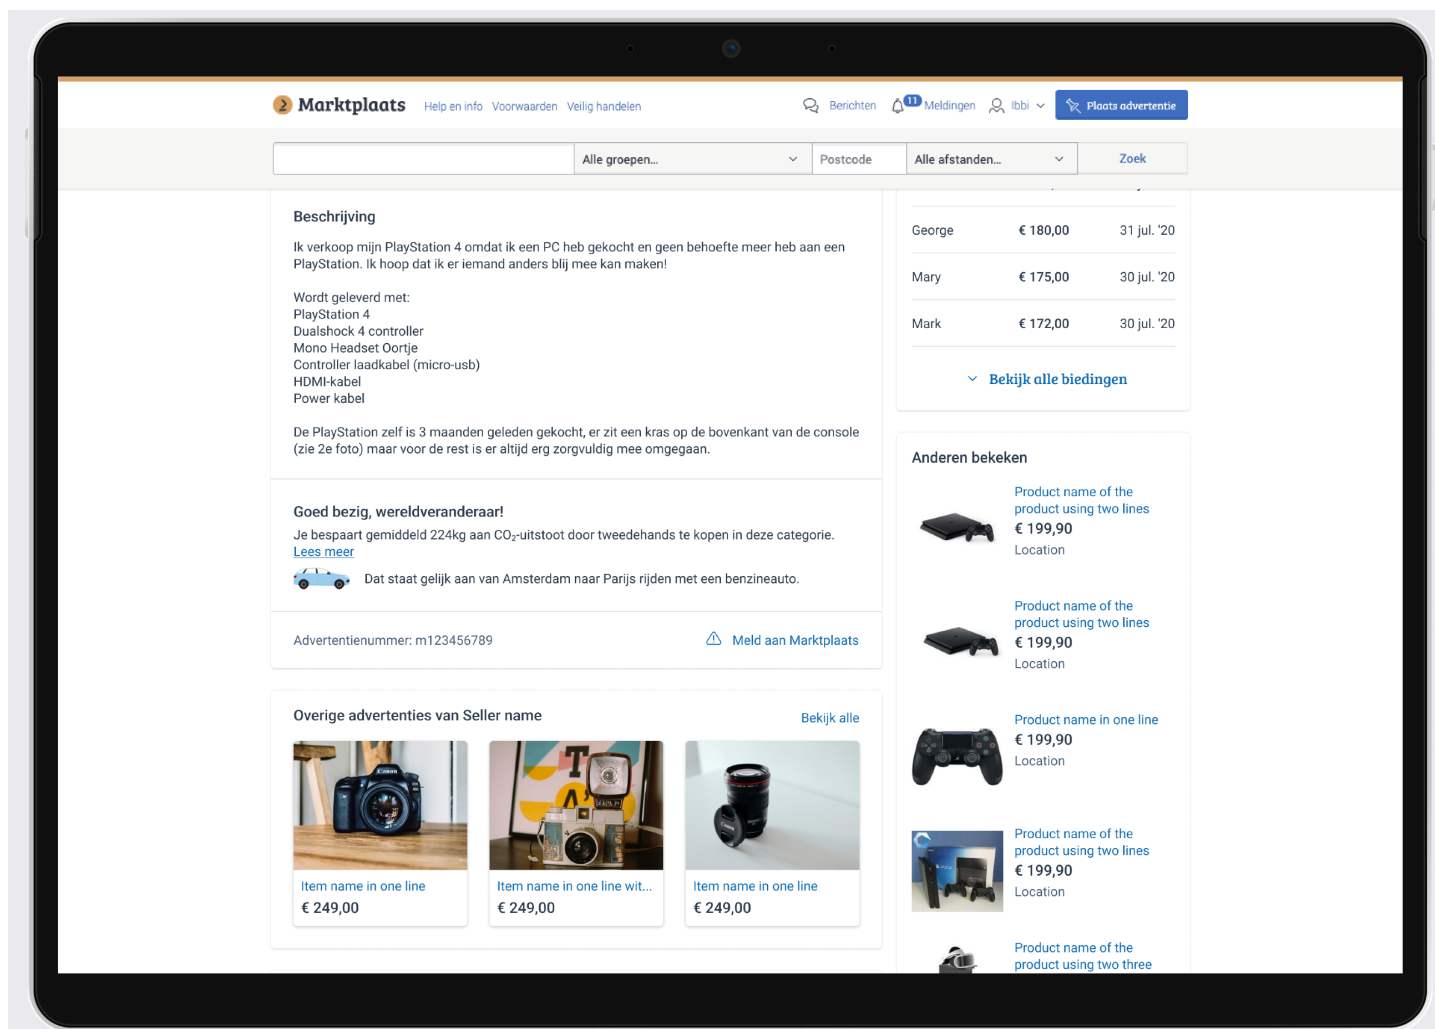 Marktplaats
Help en info Voorwaarden Veilig handelen
Berichten 11 Meldingen Ibbi Plaats advertentie
Alle groepen... Postcode Alle afstanden... Zoek
Beschrijving
Ik verkoop mijn PlayStation 4 omdat ik een PC heb gekocht en geen behoefte meer heb aan een
PlayStation. Ik hoop dat ik er iemand anders blij mee kan maken!
Wordt geleverd met:
PlayStation 4
Dualshock 4 controller
Mono Headset Oortje
Controller laadkabel (micro-usb)
HDMI-kabel
Power kabel
De PlayStation zelf is 3 maanden geleden gekocht, er zit een kras op de bovenkant van de console
(zie 2e foto) maar voor de rest is er altijd erg zorgvuldig mee omgegaan.
Goed bezig, wereldveranderaar!
Je bespaart gemiddeld 224kg aan CO₂-uitstoot door tweedehands te kopen in deze categorie.
Lees meer
Dat staat gelijk aan van Amsterdam naar Parijs rijden met een benzineauto.
Advertentienummer: m123456789
Meld aan Marktplaats
Overige advertenties van Seller name
Bekijk alle
Canon
Item name in one line
€ 249,00
Item name in one line wit...
€ 249,00
Canon
Item name in one line
€ 249,00
George € 180,00 31 jul. '20
Mary € 175,00 30 jul. '20
Mark € 172,00 30 jul. '20
Bekijk alle biedingen
Anderen bekeken
Product name of the
product using two lines
€ 199,90
Location
Product name of the
product using two lines
€ 199,90
Location
Product name in one line
€ 199,90
Location
Product name of the
product using two lines
€ 199,90
Location
Product name of the
product using two three